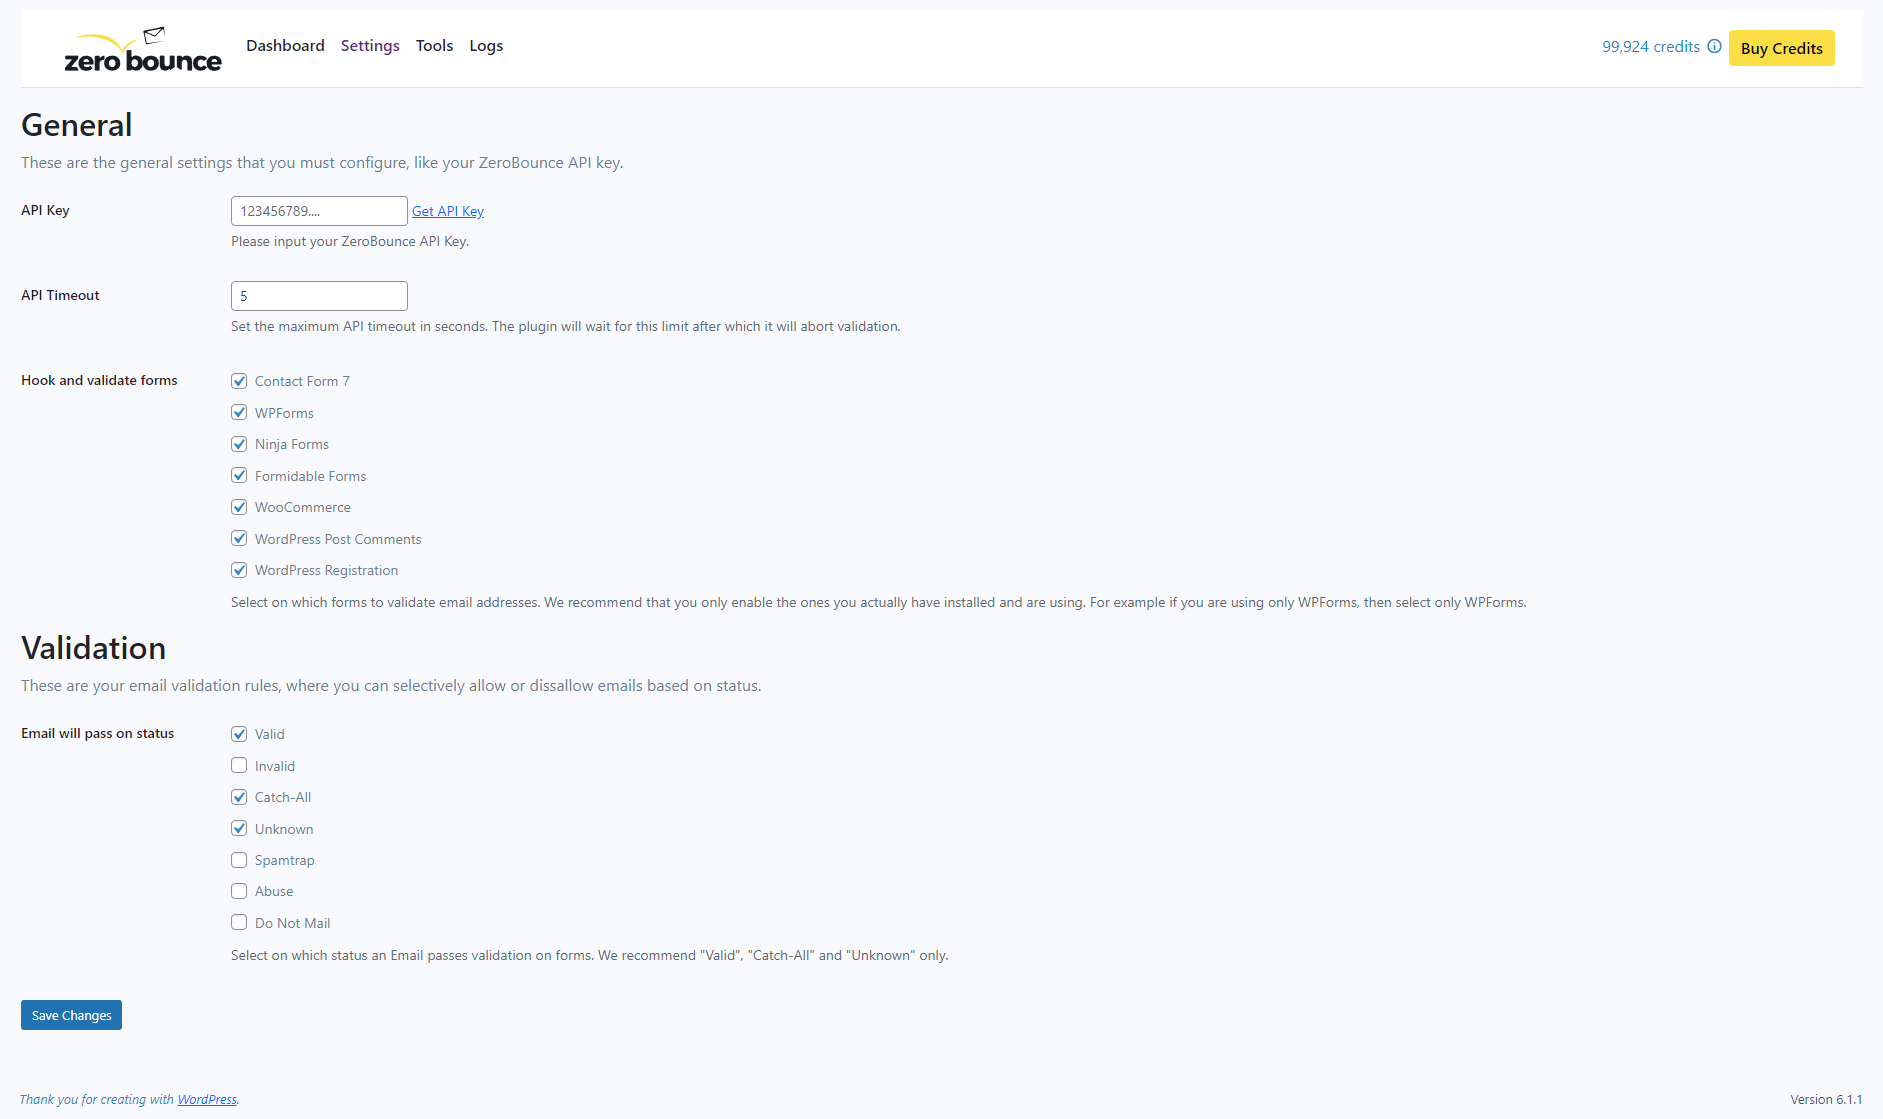 zero bounce
Dashboard Settings Tools Logs
99,924 credits
Buy Credits
General
These are the general settings that you must configure, like your ZeroBounce API key.
API Key
123456789.... Get API Key
Please input your ZeroBounce API Key.
API Timeout
5
Set the maximum API timeout in seconds. The plugin will wait for this limit after which it will abort validation.
Hook and validate forms
Contact Form 7
WPForms
Ninja Forms
Formidable Forms
WooCommerce
WordPress Post Comments
WordPress Registration
Select on which forms to validate email addresses. We recommend that you only enable the ones you actually have installed and are using. For example if you are using only WPForms, then select only WPForms.
Validation
These are your email validation rules, where you can selectively allow or dissallow emails based on status.
Email will pass on status
Valid
Invalid
Catch-All
Unknown
Spamtrap
Abuse
Do Not Mail
Select on which status an Email passes validation on forms. We recommend "Valid", "Catch-All" and "Unknown" only.
Save Changes
Thank you for creating with WordPress.
Version 6.1.1